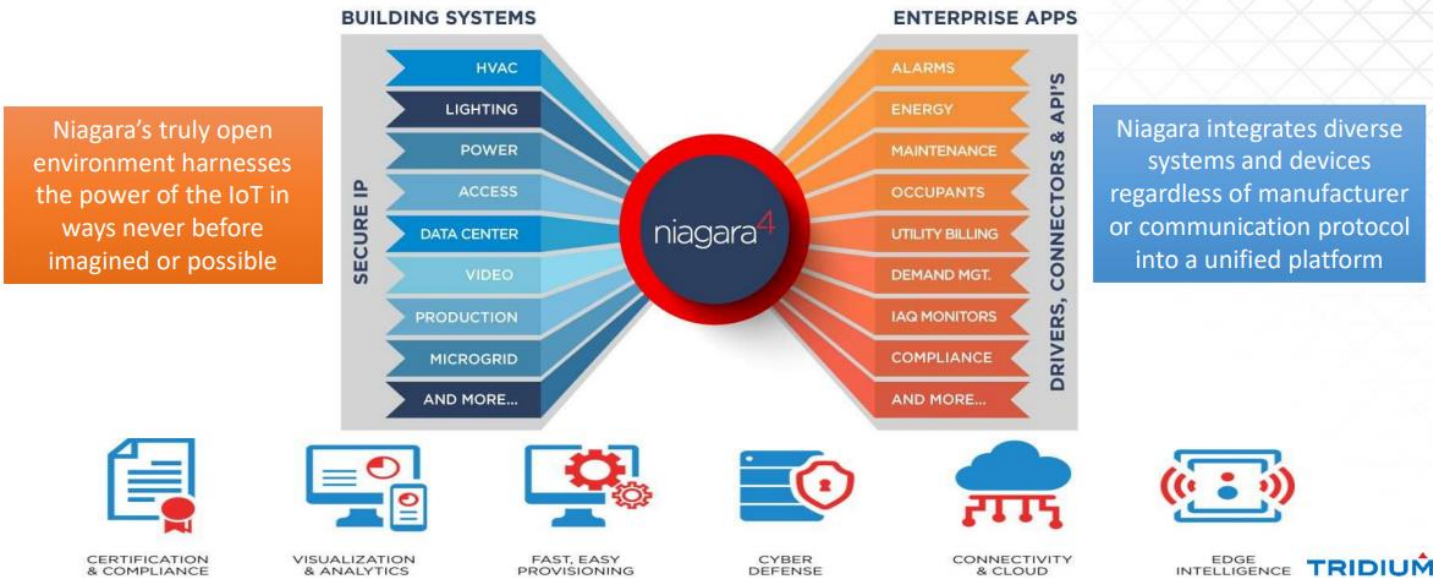 BUILDING SYSTEMS
ENTERPRISE APPS
Niagara's truly open
environment harnesses
the power of the IoT in
ways never before
imagined or possible
SECURE IP
HVAC
LIGHTING
POWER
ACCESS
DATA CENTER
VIDEO
PRODUCTION
MICROGRID
AND MORE...
niagara4
ALARMS
ENERGY
MAINTENANCE
OCCUPANTS
UTILITY BILLING
DEMAND MGT.
IAQ MONITORS
COMPLIANCE
AND MORE...
DRIVERS, CONNECTORS & API'S
Niagara integrates diverse
systems and devices
regardless of manufacturer
or communication protocol
into a unified platform
CERTIFICATION
& COMPLIANCE
VISUALIZATION
& ANALYTICS
FAST, EASY
PROVISIONING
CYBER
DEFENSE
CONNECTIVITY
& CLOUD
EDGE
INTELLIGENCE
TRIDIUM